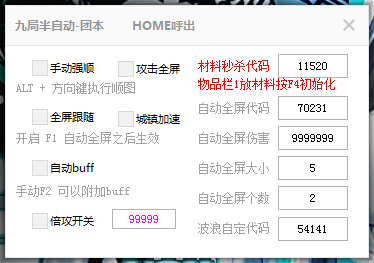 九局半自动-团本 HOME呼出
手动强顺 攻击全屏 材料秒杀代码 11520
ALT + 方向键执行顺图 物品栏1放材料按F4初始化
全屏跟随 城镇加速 自动全屏代码 70231
开启 F1 自动全屏之后生效 自动全屏伤害 9999999
自动buff 自动全屏大小 5
手动F2 可以附加buff 自动全屏个数 2
倍攻开关 99999 波浪自定代码 54141